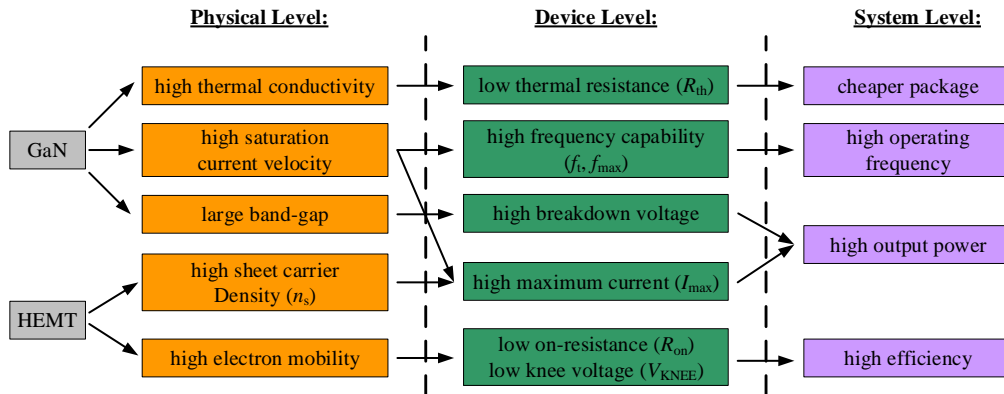 Physical Level:
Device Level:
System Level:
GaN
HEMT
high thermal conductivity
high saturation
current velocity
large band-gap
high sheet carrier
Density (nₛ)
high electron mobility
low thermal resistance (Rth)
high frequency capability
(ft, fmax)
high breakdown voltage
high maximum current (Imax)
low on-resistance (Ron)
low knee voltage (VKNEE)
cheaper package
high operating
frequency
high output power
high efficiency